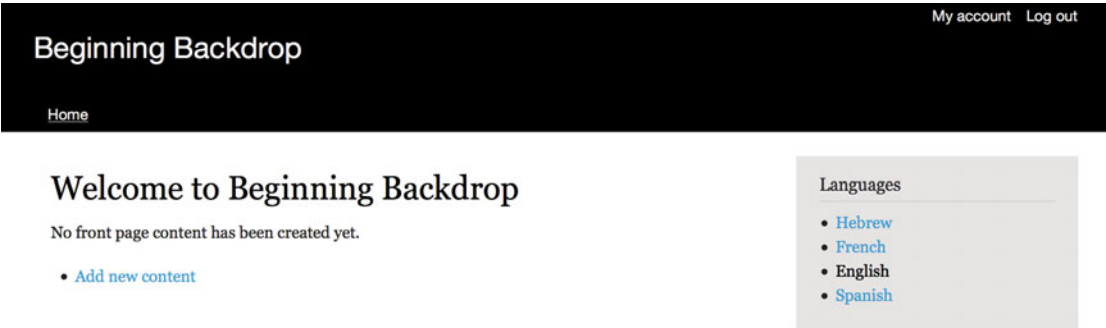 My account Log out
Beginning Backdrop
Home
Welcome to Beginning Backdrop
No front page content has been created yet.
Add new content
Languages
Hebrew
French
English
Spanish